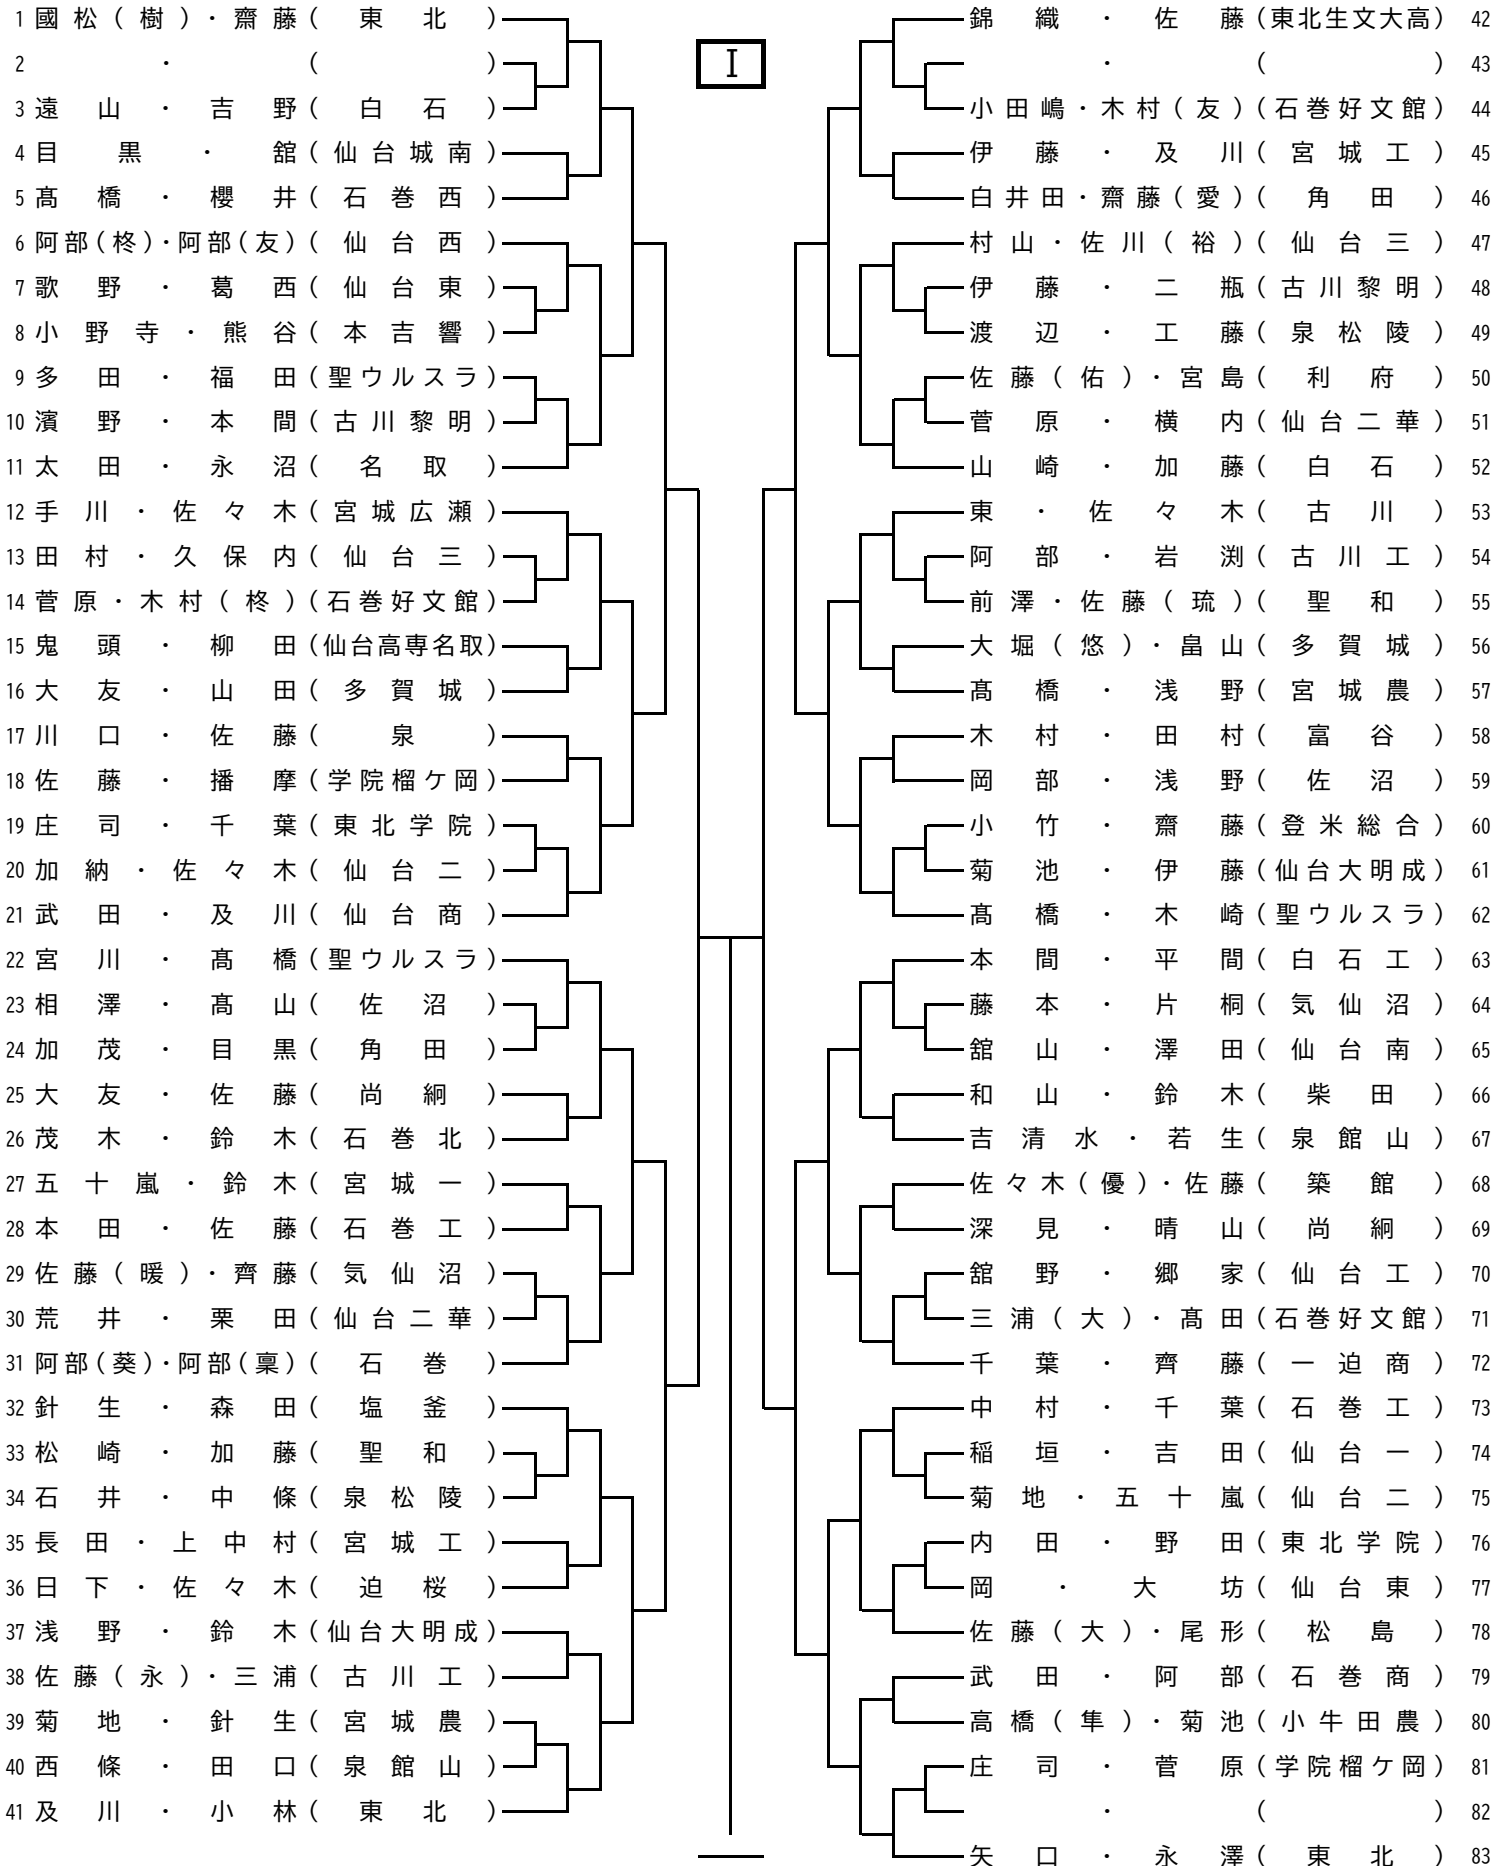 1 國松(樹)・齋藤(東北)
2 ・ ( )
3 遠山・吉野(白石)
4 目黒・舘(仙台城南)
5 髙橋・櫻井(石巻西)
6 阿部(柊)・阿部(友)(仙台西)
7 歌野・葛西(仙台東)
8 小野寺・熊谷(本吉響)
9 多田・福田(聖ウルスラ)
10 濱野・本間(古川黎明)
11 太田・永沼(名取)
12 手川・佐々木(宮城広瀬)
13 田村・久保内(仙台三)
14 菅原・木村(柊)(石巻好文館)
15 鬼頭・柳田(仙台高専名取)
16 大友・山田(多賀城)
17 川口・佐藤(泉)
18 佐藤・播摩(学院榴ケ岡)
19 庄司・千葉(東北学院)
20 加納・佐々木(仙台二)
21 武田・及川(仙台商)
22 宮川・髙橋(聖ウルスラ)
23 相澤・髙山(佐沼)
24 加茂・目黒(角田)
25 大友・佐藤(尚絅)
26 茂木・鈴木(石巻北)
27 五十嵐・鈴木(宮城一)
28 本田・佐藤(石巻工)
29 佐藤(暖)・齊藤(気仙沼)
30 荒井・栗田(仙台二華)
31 阿部(葵)・阿部(稟)(石巻)
32 針生・森田(塩釜)
33 松崎・加藤(聖和)
34 石井・中條(泉松陵)
35 長田・上中村(宮城工)
36 日下・佐々木(迫桜)
37 浅野・鈴木(仙台大明成)
38 佐藤(永)・三浦(古川工)
39 菊地・針生(宮城農)
40 西條・田口(泉館山)
41 及川・小林(東北)
I
錦織・佐藤(東北生文大高) 42
・ ( ) 43
小田嶋・木村(友)(石巻好文館) 44
伊藤・及川(宮城工) 45
白井田・齋藤(愛)(角田) 46
村山・佐川(裕)(仙台三) 47
伊藤・二瓶(古川黎明) 48
渡辺・工藤(泉松陵) 49
佐藤(佑)・宮島(利府) 50
菅原・横内(仙台二華) 51
山崎・加藤(白石) 52
東・佐々木(古川) 53
阿部・岩渕(古川工) 54
前澤・佐藤(琉)(聖和) 55
大堀(悠)・畠山(多賀城) 56
髙橋・浅野(宮城農) 57
木村・田村(富谷) 58
岡部・浅野(佐沼) 59
小竹・齋藤(登米総合) 60
菊池・伊藤(仙台大明成) 61
髙橋・木崎(聖ウルスラ) 62
本間・平間(白石工) 63
藤本・片桐(気仙沼) 64
舘山・澤田(仙台南) 65
和山・鈴木(柴田) 66
吉清水・若生(泉館山) 67
佐々木(優)・佐藤(築館) 68
深見・晴山(尚絅) 69
舘野・郷家(仙台工) 70
三浦(大)・髙田(石巻好文館) 71
千葉・齊藤(一迫商) 72
中村・千葉(石巻工) 73
稲垣・吉田(仙台一) 74
菊地・五十嵐(仙台二) 75
内田・野田(東北学院) 76
岡・大坊(仙台東) 77
佐藤(大)・尾形(松島) 78
武田・阿部(石巻商) 79
高橋(隼)・菊池(小牛田農) 80
庄司・菅原(学院榴ケ岡) 81
・ ( ) 82
矢口・永澤(東北) 83